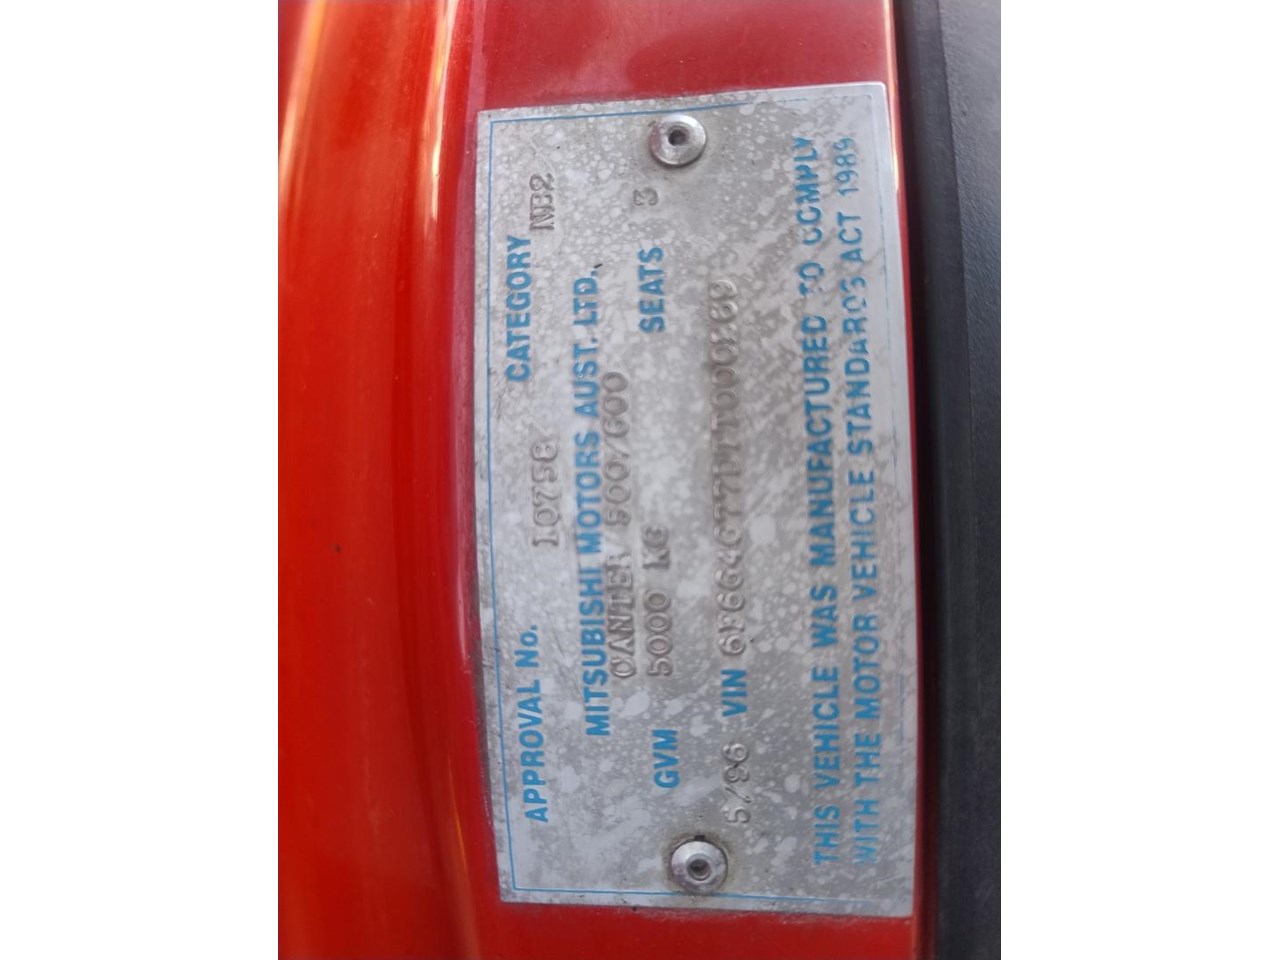 APPROVAL No. 10758 CATEGORY NB2
MITSUBISHI MOTORS AUST. LTD.
CANTER 500/600
GVM 5000 KG SEATS 3
5/96 VIN
THIS VEHICLE WAS MANUFACTURED TO COMPLY
WITH THE MOTOR VEHICLE STANDARDS ACT 1989